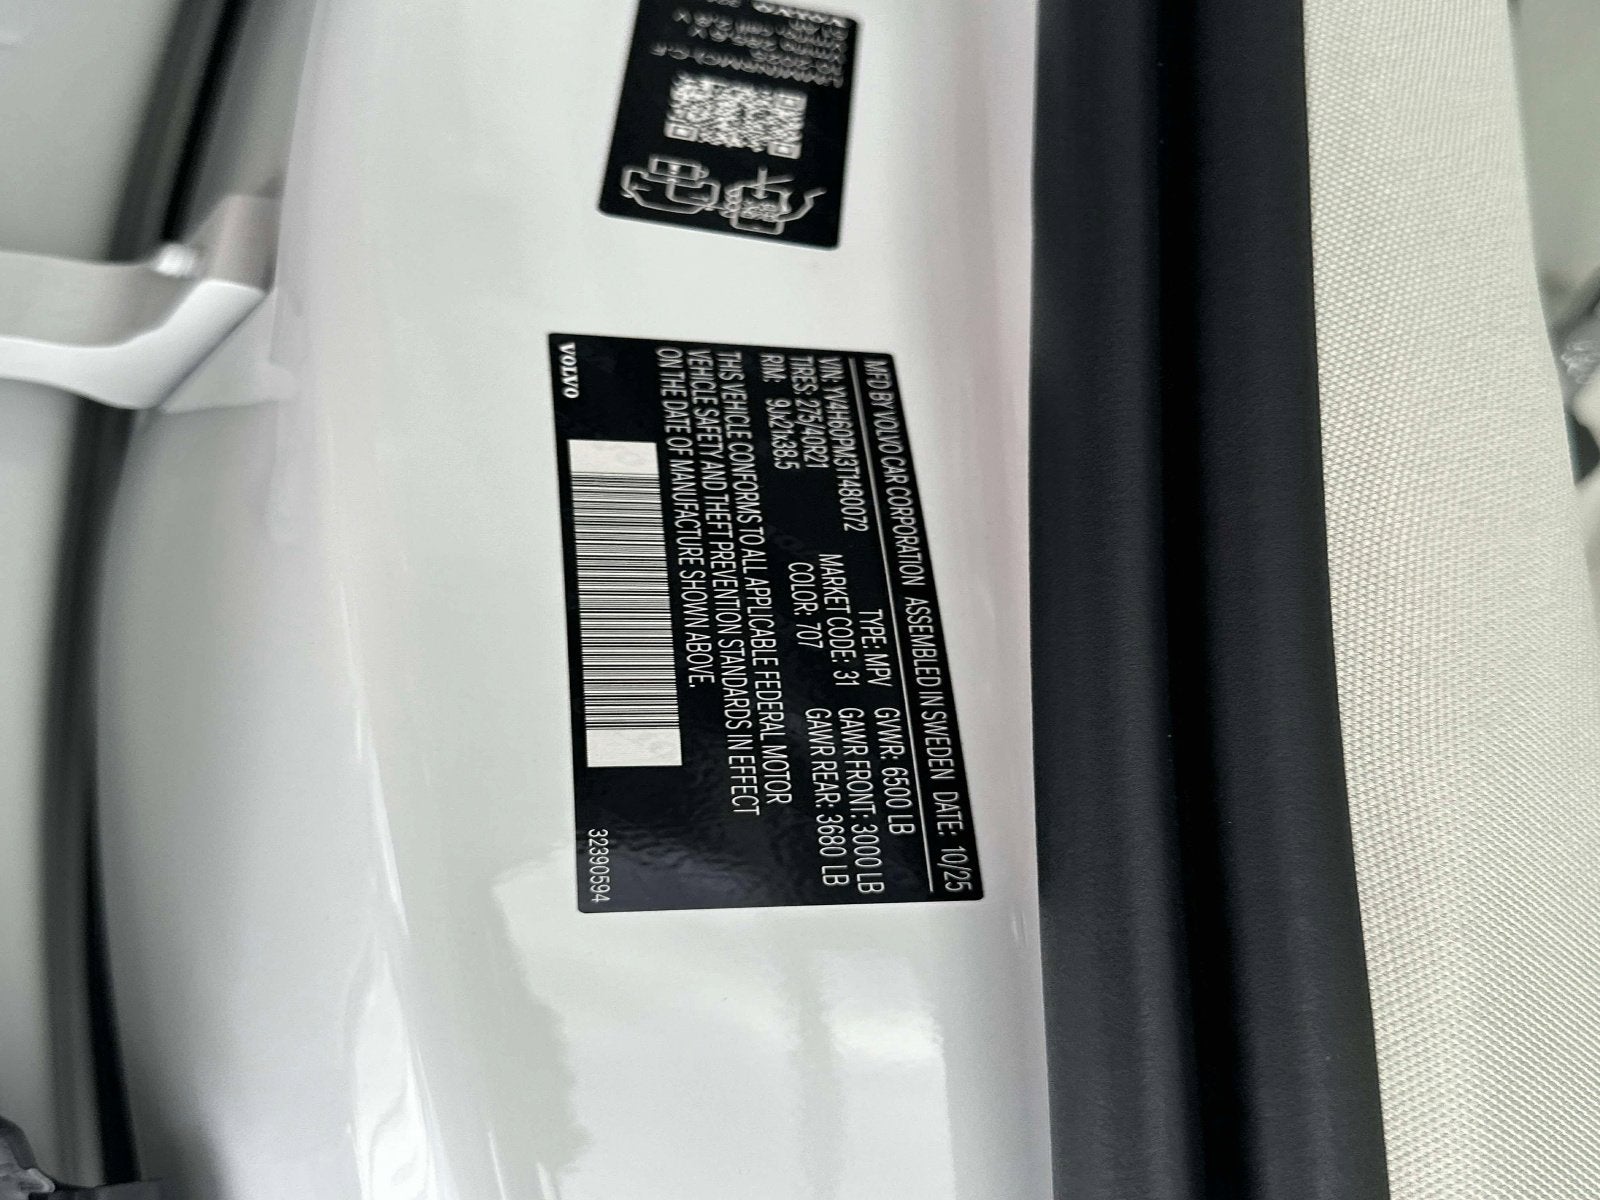 VOLVO
MFD BY VOLVO CAR CORPORATION ASSEMBLED IN SWEDEN DATE: 10/25
VIN: YV4H60PM3T1480072 TYPE: MPV GVWR: 6500 LB
TIRES: 275/40R21 MARKET CODE: 31 GAWR FRONT: 3000 LB
RIM: 9Jx21x38.5 COLOR: 707 GAWR REAR: 3680 LB
THIS VEHICLE CONFORMS TO ALL APPLICABLE FEDERAL MOTOR
VEHICLE SAFETY AND THEFT PREVENTION STANDARDS IN EFFECT
ON THE DATE OF MANUFACTURE SHOWN ABOVE.
VOLVO 32390594